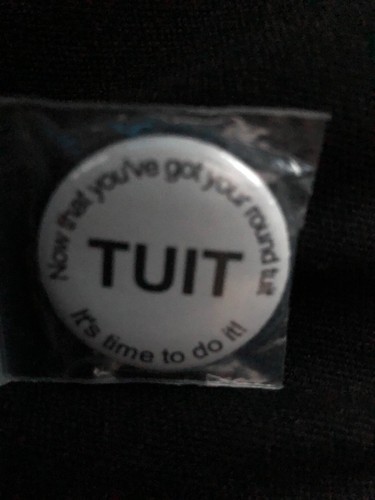 Now that you've got your round tuit
TUIT
It's time to do it!